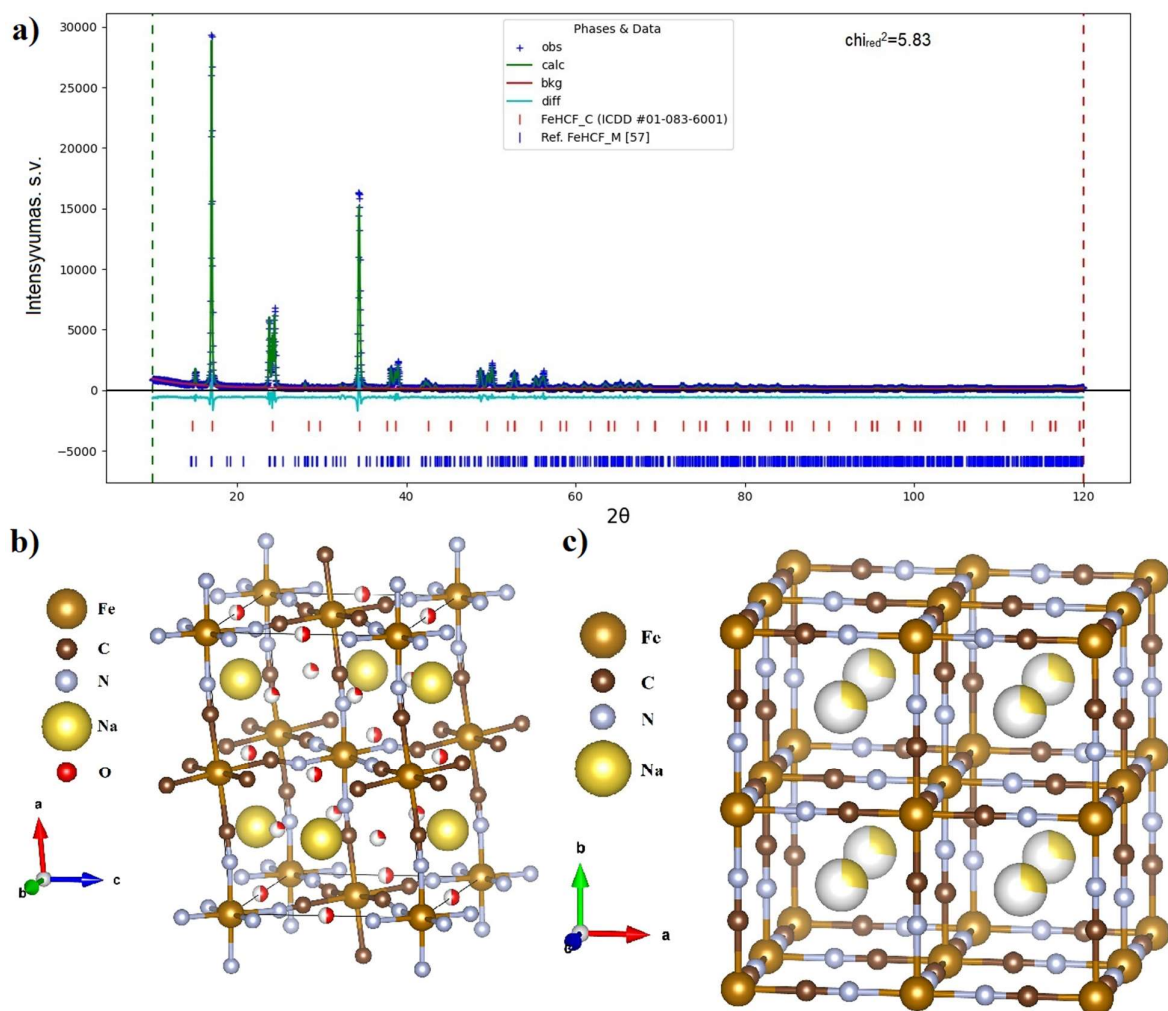 a)
Phases & Data
obs
calc
bkg
diff
FeHCF_C (ICDD #01-083-6001)
Ref. FeHCF_M [57]
chired²=5.83
Intensyvumas. s.v.
30000
25000
20000
15000
10000
5000
0
−5000
20
40
60
80
100
120
2θ
b)
Fe
C
N
Na
O
a
b
c
c)
Fe
C
N
Na
b
a
c